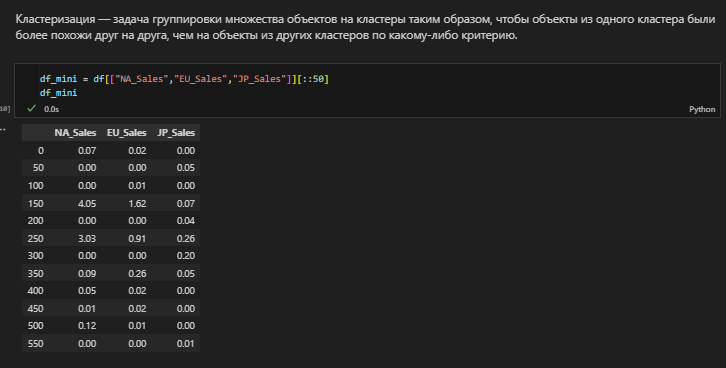 Кластеризация — задача группировки множества объектов на кластеры таким образом, чтобы объекты из одного кластера были
более похожи друг на друга, чем на объекты из других кластеров по какому-либо критерию.
df_mini = df[["NA_Sales","EU_Sales","JP_Sales"]][::50]
df_mini
10]
0.0s
Python
..
NA_Sales EU_Sales JP_Sales
0 0.07 0.02 0.00
50 0.00 0.00 0.05
100 0.00 0.01 0.00
150 4.05 1.62 0.07
200 0.00 0.00 0.04
250 3.03 0.91 0.26
300 0.00 0.00 0.20
350 0.09 0.26 0.05
400 0.05 0.02 0.00
450 0.01 0.02 0.00
500 0.12 0.01 0.00
550 0.00 0.00 0.01